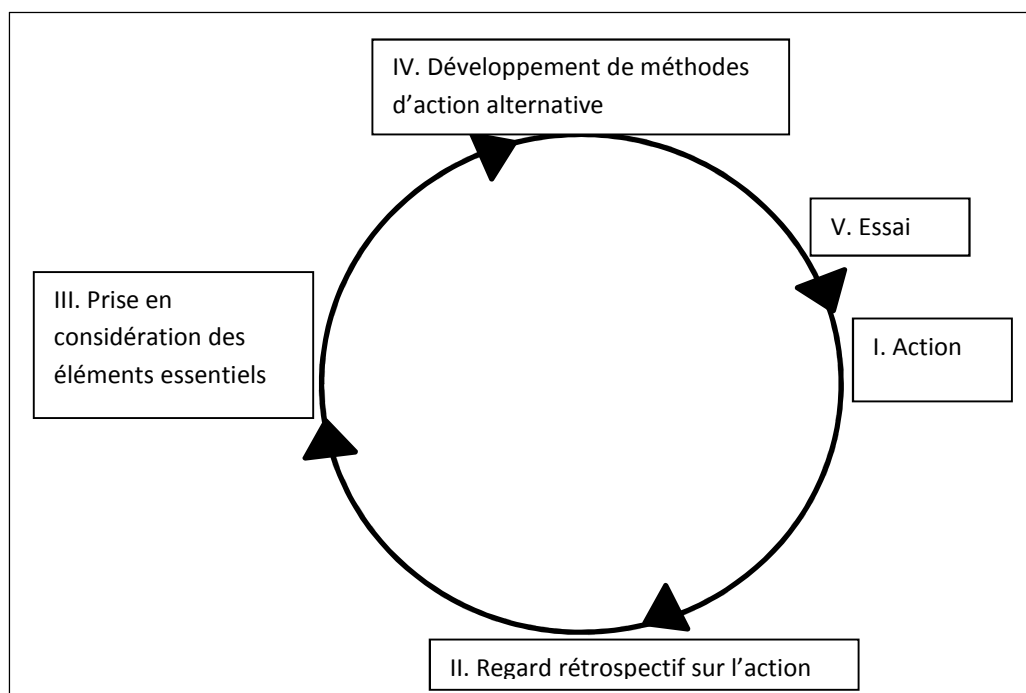 IV. Développement de méthodes
d’action alternative
V. Essai
III. Prise en
considération des
éléments essentiels
I. Action
II. Regard rétrospectif sur l’action